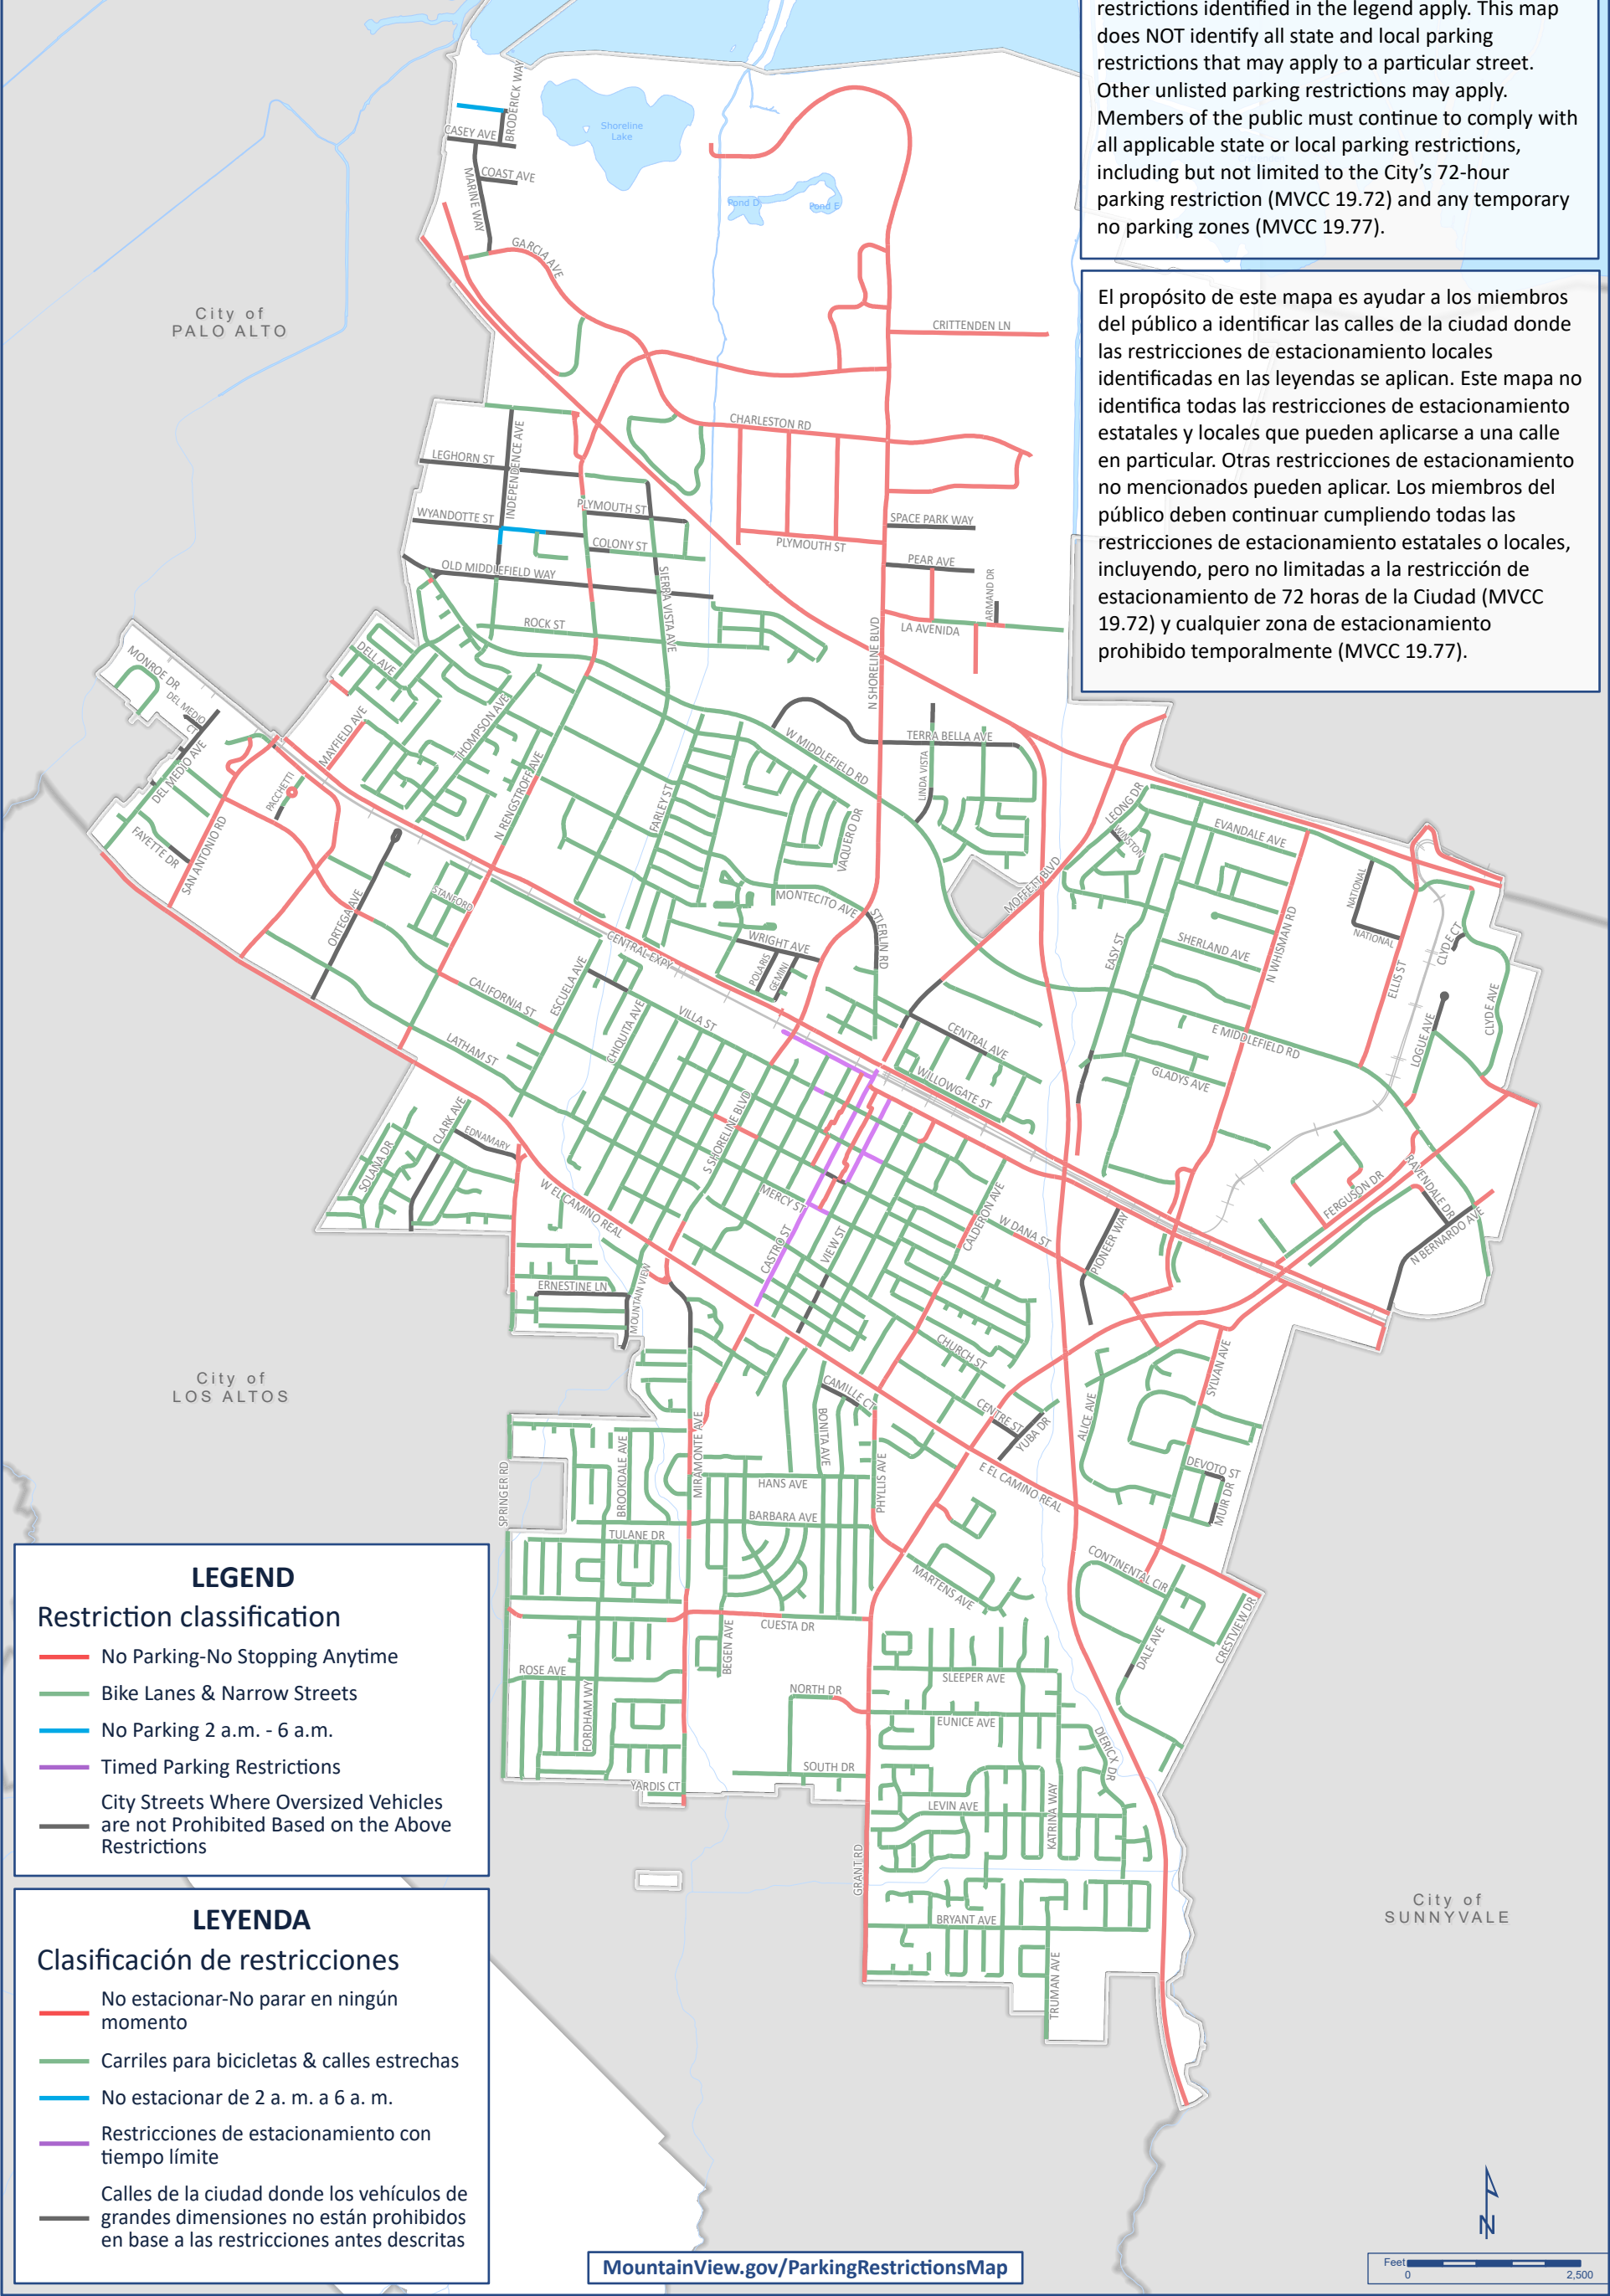 restrictions identified in the legend apply. This map
does NOT identify all state and local parking
restrictions that may apply to a particular street.
Other unlisted parking restrictions may apply.
Members of the public must continue to comply with
all applicable state or local parking restrictions,
including but not limited to the City's 72-hour
parking restriction (MVCC 19.72) and any temporary
no parking zones (MVCC 19.77).
El propósito de este mapa es ayudar a los miembros
del público a identificar las calles de la ciudad donde
las restricciones de estacionamiento locales
identificadas en las leyendas se aplican. Este mapa no
identifica todas las restricciones de estacionamiento
estatales y locales que pueden aplicarse a una calle
en particular. Otras restricciones de estacionamiento
no mencionados pueden aplicar. Los miembros del
público deben continuar cumpliendo todas las
restricciones de estacionamiento estatales o locales,
incluyendo, pero no limitadas a la restricción de
estacionamiento de 72 horas de la Ciudad (MVCC
19.72) y cualquier zona de estacionamiento
prohibido temporalmente (MVCC 19.77).
BRODERICK WAY
CASEY AVE
COAST AVE
MARINE WAY
GARCIA AVE
Shoreline
Lake
Pond D
Pond E
City of
PALO ALTO
CRITTENDEN LN
CHARLESTON RD
LEGHORN ST
INDEPENDENCE AVE
WYANDOTTE ST
PLYMOUTH ST
COLONY ST
OLD MIDDLEFIELD WAY
SIERRA VISTA AVE
ROCK ST
SPACE PARK WAY
PLYMOUTH ST
PEAR AVE
ARMAND DR
LA AVENIDA
N SHORELINE BLVD
MONROE DR
DEL MEDIO
CT
DEL MEDIO AVE
DELL AVE
MAYFIELD AVE
THOMPSON AVE
N RENGSTORFF AVE
PACCHETTI
FAYETTE DR
SAN ANTONIO RD
ORTEGA AVE
STANFORD
FARLEY ST
W MIDDLEFIELD RD
TERRA BELLA AVE
LINDA VISTA
VAQUERO DR
MONTECITO AVE
STIERLIN RD
WRIGHT AVE
POLARIS
GEMINI
CENTRAL EXPY
MOFFETT BLVD
LEONG DR
WINSTON
EVANDALE AVE
NATIONAL
NATIONAL
N WHISMAN RD
SHERLAND AVE
EASY ST
ELLIS ST
CLYDE CT
CLYDE AVE
LOGUE AVE
E MIDDLEFIELD RD
GLADYS AVE
CALIFORNIA ST
ESCUELA AVE
CHIQUITA AVE
VILLA ST
LATHAM ST
CENTRAL AVE
WILLOWGATE ST
CLARK AVE
EDNAMARY
SOLANA DR
S SHORELINE BLVD
MERCY ST
W EL CAMINO REAL
CASTRO ST
VIEW ST
CALDERON AVE
W DANA ST
PIONEER WAY
FERGUSON DR
RAVENDALE DR
N BERNARDO AVE
ERNESTINE LN
MOUNTAIN VIEW
CHURCH ST
CAMILLE CT
CENTRE ST
YUBA DR
ALICE AVE
SYLVAN AVE
City of
LOS ALTOS
BONITA AVE
MIRAMONTE AVE
BROOKDALE AVE
SPRINGER RD
HANS AVE
PHYLLIS AVE
BARBARA AVE
TULANE DR
E EL CAMINO REAL
DEVOTO ST
MUIR DR
CONTINENTAL CIR
MARTENS AVE
CUESTA DR
BEGEN AVE
DALE AVE
CRESTVIEW DR
ROSE AVE
FORDHAM WY
NORTH DR
SLEEPER AVE
EUNICE AVE
DIERICX DR
SOUTH DR
YARDIS CT
LEVIN AVE
KATRINA WAY
GRANT RD
BRYANT AVE
TRUMAN AVE
City of
SUNNYVALE
LEGEND
Restriction classification
No Parking-No Stopping Anytime
Bike Lanes & Narrow Streets
No Parking 2 a.m. - 6 a.m.
Timed Parking Restrictions
City Streets Where Oversized Vehicles
are not Prohibited Based on the Above
Restrictions
LEYENDA
Clasificación de restricciones
No estacionar-No parar en ningún
momento
Carriles para bicicletas & calles estrechas
No estacionar de 2 a. m. a 6 a. m.
Restricciones de estacionamiento con
tiempo límite
Calles de la ciudad donde los vehículos de
grandes dimensiones no están prohibidos
en base a las restricciones antes descritas
MountainView.gov/ParkingRestrictionsMap
N
Feet
0 2,500